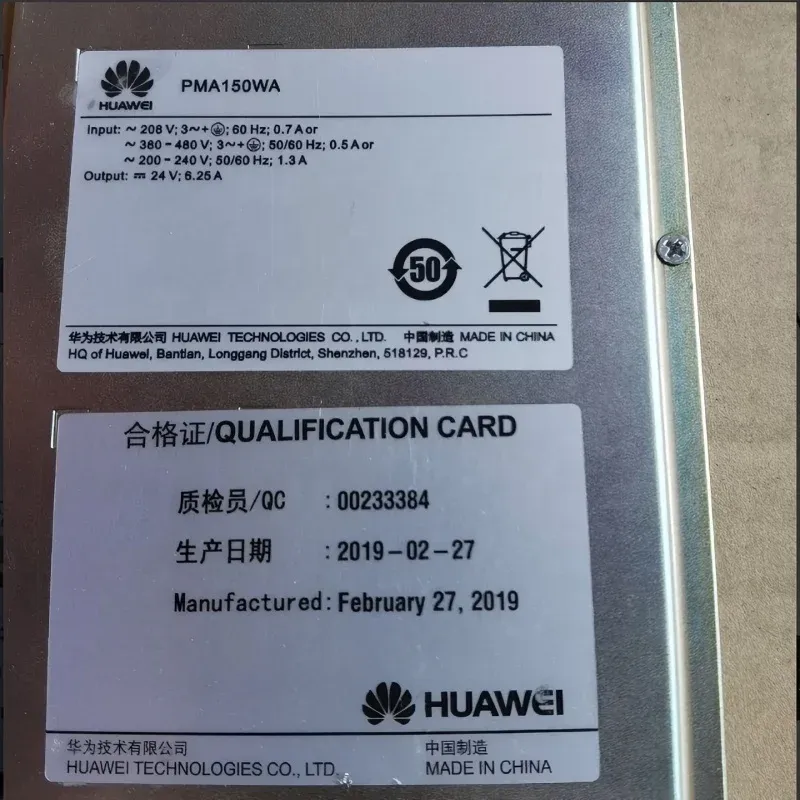 HUAWEI PMA150WA
Input: ~ 208 V; 3~+⏚; 60 Hz; 0.7 A or
~ 380 - 480 V; 3~+⏚; 50/60 Hz; 0.5 A or
~ 200 - 240 V; 50/60 Hz; 1.3 A
Output: ⎓ 24 V; 6.25 A
50
华为技术有限公司 HUAWEI TECHNOLOGIES CO., LTD. 中国制造 MADE IN CHINA
HQ of Huawei, Bantian, Longgang District, Shenzhen, 518129, P.R.C
合格证/QUALIFICATION CARD
质检员/QC : 00233384
生产日期 : 2019-02-27
Manufactured: February 27, 2019
HUAWEI
华为技术有限公司 中国制造
HUAWEI TECHNOLOGIES CO., LTD. MADE IN CHINA